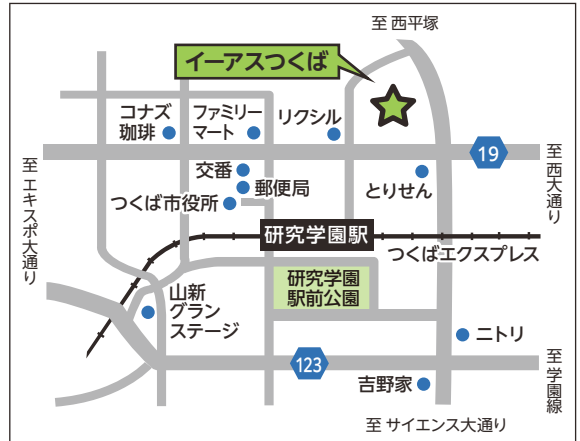 至 西平塚
イーアスつくば
コナズ
珈琲
ファミリー
マート
リクシル
19
至 西大通り
至 エキスポ大通り
交番
郵便局
つくば市役所
とりせん
研究学園駅
つくばエクスプレス
研究学園
駅前公園
山新
グラン
ステージ
ニトリ
123
吉野家
至 学園線
至 サイエンス大通り